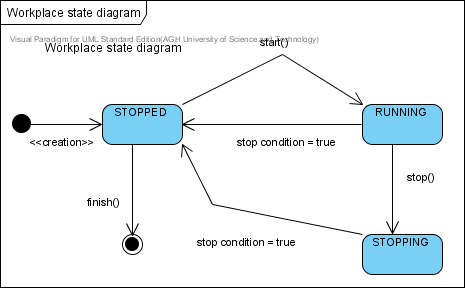 Workplace state diagram
Visual Paradigm for UML Standard Edition(AGH University of Science and Technology)
Workplace state diagram
start()
STOPPED
RUNNING
<<creation>>
stop condition = true
stop()
finish()
stop condition = true
STOPPING